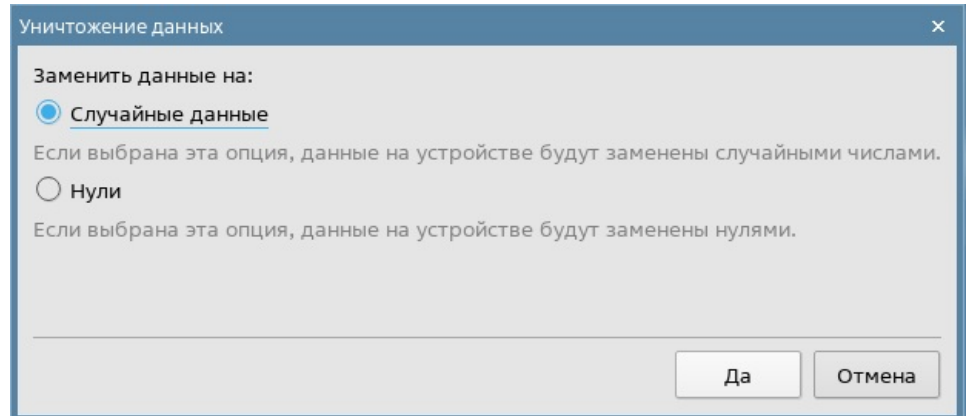 Уничтожение данных
Заменить данные на:
Случайные данные
Если выбрана эта опция, данные на устройстве будут заменены случайными числами.
Нули
Если выбрана эта опция, данные на устройстве будут заменены нулями.
Да Отмена